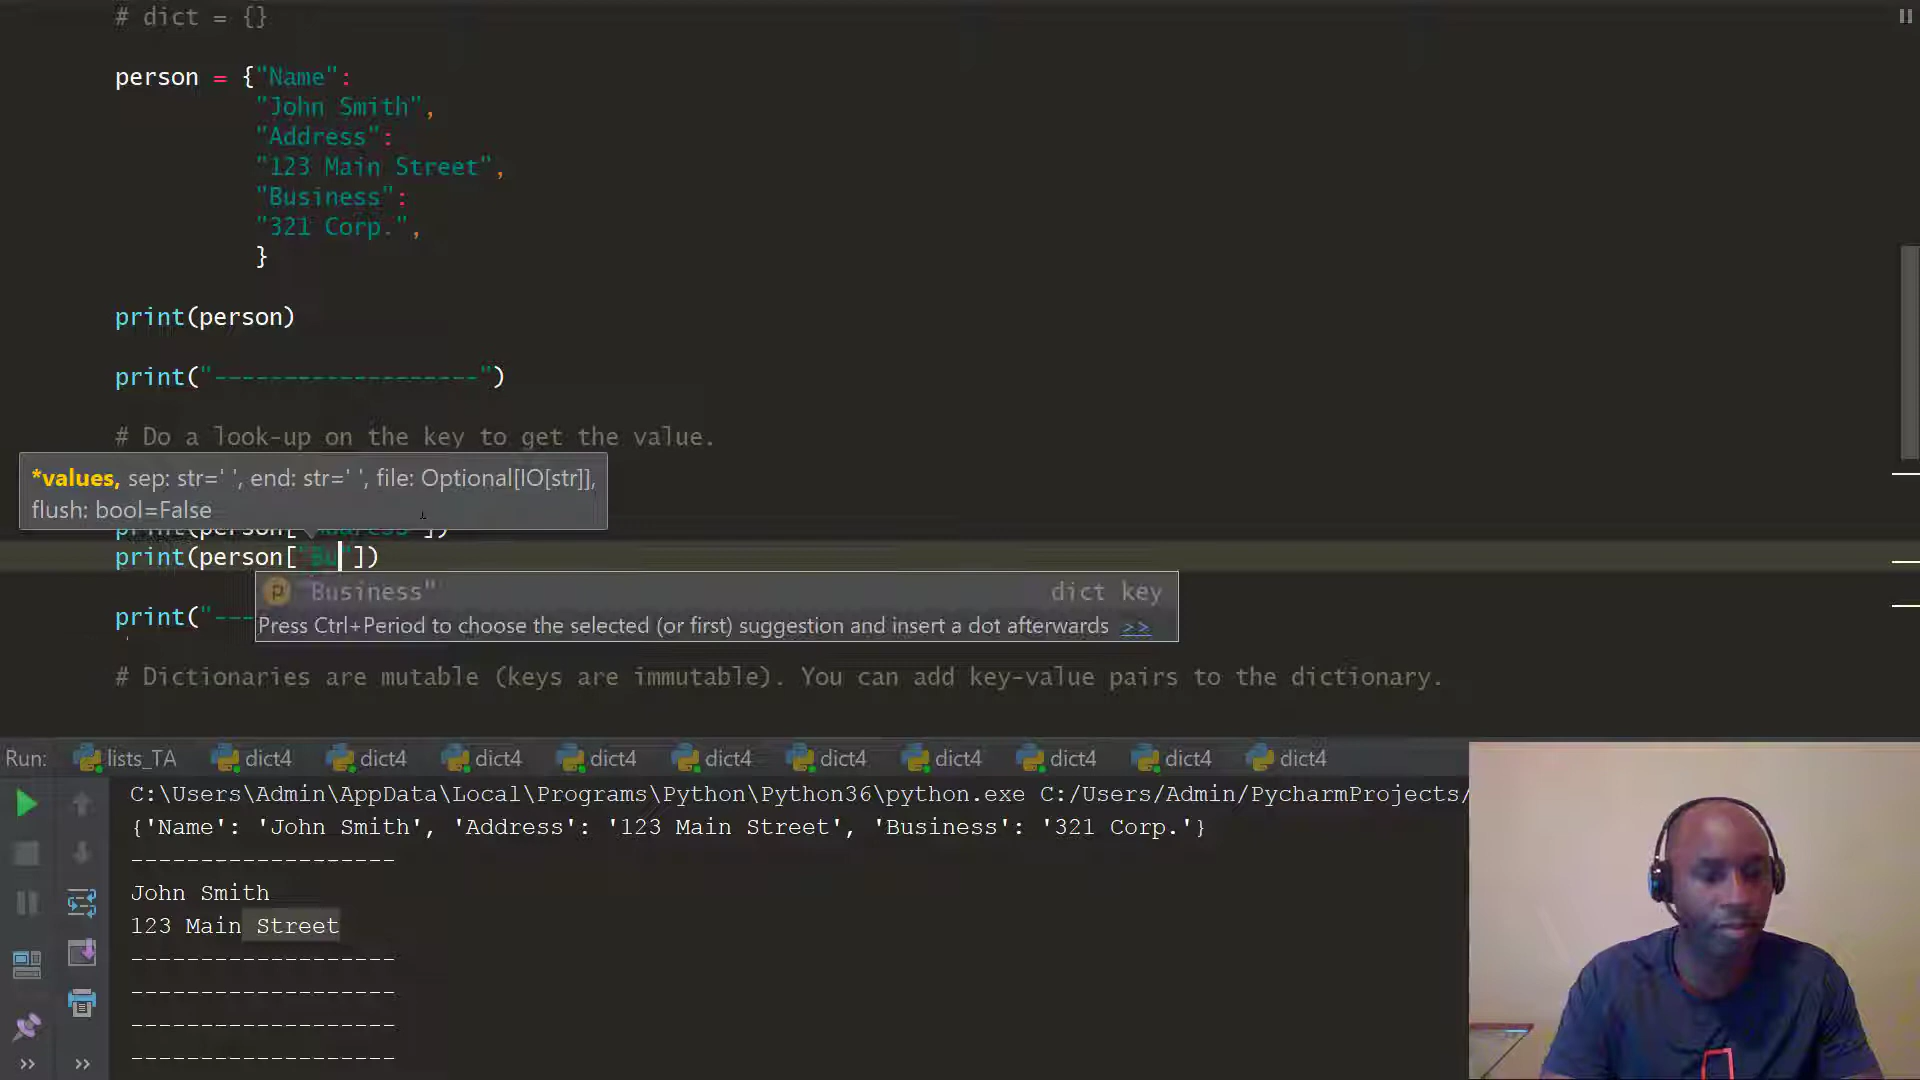 # dict = {}
person = {"Name":
"John Smith",
"Address":
"123 Main Street",
"Business":
"321 Corp.",
}
print(person)
print("-------------------")
# Do a look-up on the key to get the value.
*values, sep: str=' ', end: str=' ', file: Optional[IO[str]],
flush: bool=False
print(person["Address"])
print(person["Bu"])
Business" dict key
print("---
Press Ctrl+Period to choose the selected (or first) suggestion and insert a dot afterwards >>
# Dictionaries are mutable (keys are immutable). You can add key-value pairs to the dictionary.
Run: lists_TA dict4 dict4 dict4 dict4 dict4 dict4 dict4 dict4 dict4 dict4
C:\Users\Admin\AppData\Local\Programs\Python\Python36\python.exe C:/Users/Admin/PycharmProjects/
{'Name': 'John Smith', 'Address': '123 Main Street', 'Business': '321 Corp.'}
-------------------
John Smith
123 Main Street
-------------------
-------------------
-------------------
-------------------